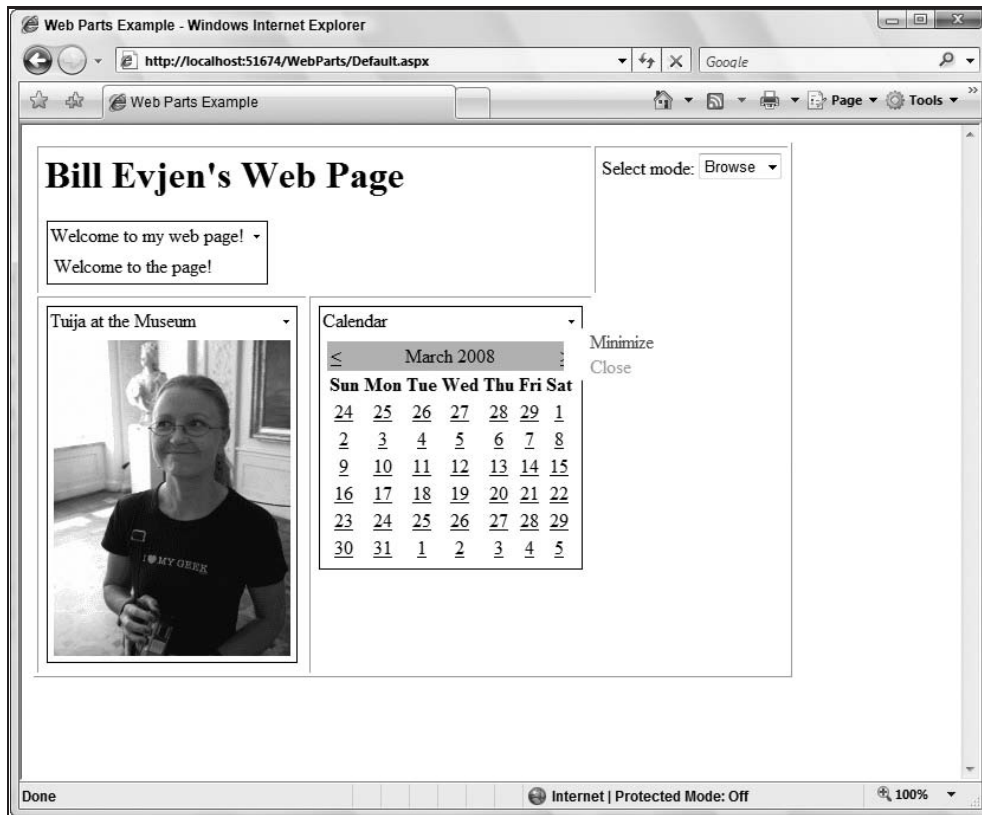 Web Parts Example - Windows Internet Explorer
http://localhost:51674/WebParts/Default.aspx
Google
Web Parts Example
Page
Tools
Bill Evjen's Web Page
Select mode: Browse
Welcome to my web page!
Welcome to the page!
Tuija at the Museum
Calendar
Minimize
Close
< March 2008 >
Sun Mon Tue Wed Thu Fri Sat
24 25 26 27 28 29 1
2 3 4 5 6 7 8
9 10 11 12 13 14 15
16 17 18 19 20 21 22
23 24 25 26 27 28 29
30 31 1 2 3 4 5
I ♥ MY GEEK
Done
Internet | Protected Mode: Off
100%